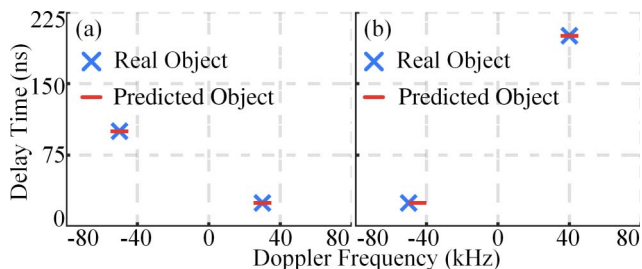 225
(a)
(b)
Real Object
Real Object
150
Predicted Object
Predicted Object
75
0
-80 -40 0 40 80 -80 -40 0 40 80
Delay Time (ns)
Doppler Frequency (kHz)